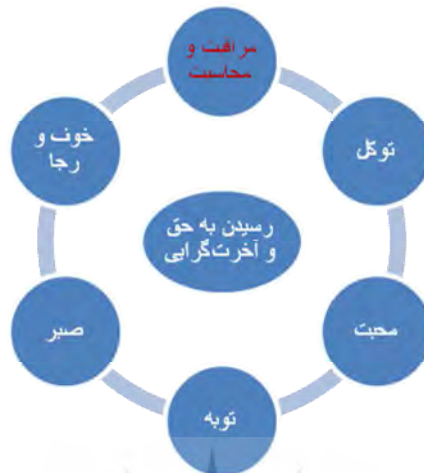 مراقبت و
محاسبت
توکل
محبت
توبه
صبر
خوف و
رجا
رسیدن به حق
و آخرت‌گرایی